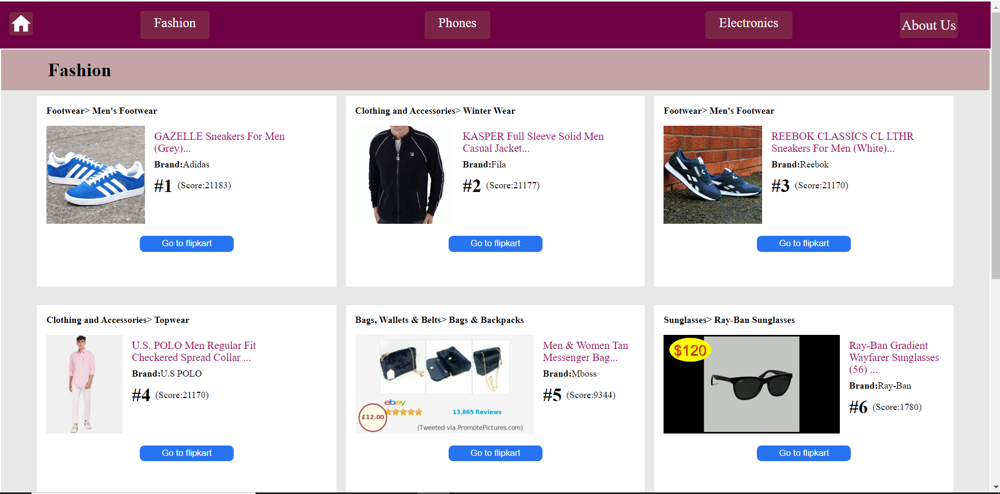 Fashion
Phones
Electronics
About Us
Fashion
Footwear> Men's Footwear
GAZELLE Sneakers For Men
(Grey)...
Brand:Adidas
#1 (Score:21183)
Go to flipkart
Clothing and Accessories> Winter Wear
KASPER Full Sleeve Solid Men
Casual Jacket...
Brand:Fila
#2 (Score:21177)
Go to flipkart
Footwear> Men's Footwear
REEBOK CLASSICS CL LTHR
Sneakers For Men (White)...
Brand:Reebok
#3 (Score:21170)
Go to flipkart
Clothing and Accessories> Topwear
U.S. POLO Men Regular Fit
Checkered Spread Collar ...
Brand:U.S POLO
#4 (Score:21170)
Go to flipkart
Bags, Wallets & Belts> Bags & Backpacks
ebay
£12.00
13,865 Reviews
(Tweeted via PromotePictures.com)
Men & Women Tan
Messenger Bag...
Brand:Mboss
#5 (Score:9344)
Go to flipkart
Sunglasses> Ray-Ban Sunglasses
$120
Ray-Ban Gradient
Wayfarer Sunglasses
(56) ...
Brand:Ray-Ban
#6 (Score:1780)
Go to flipkart